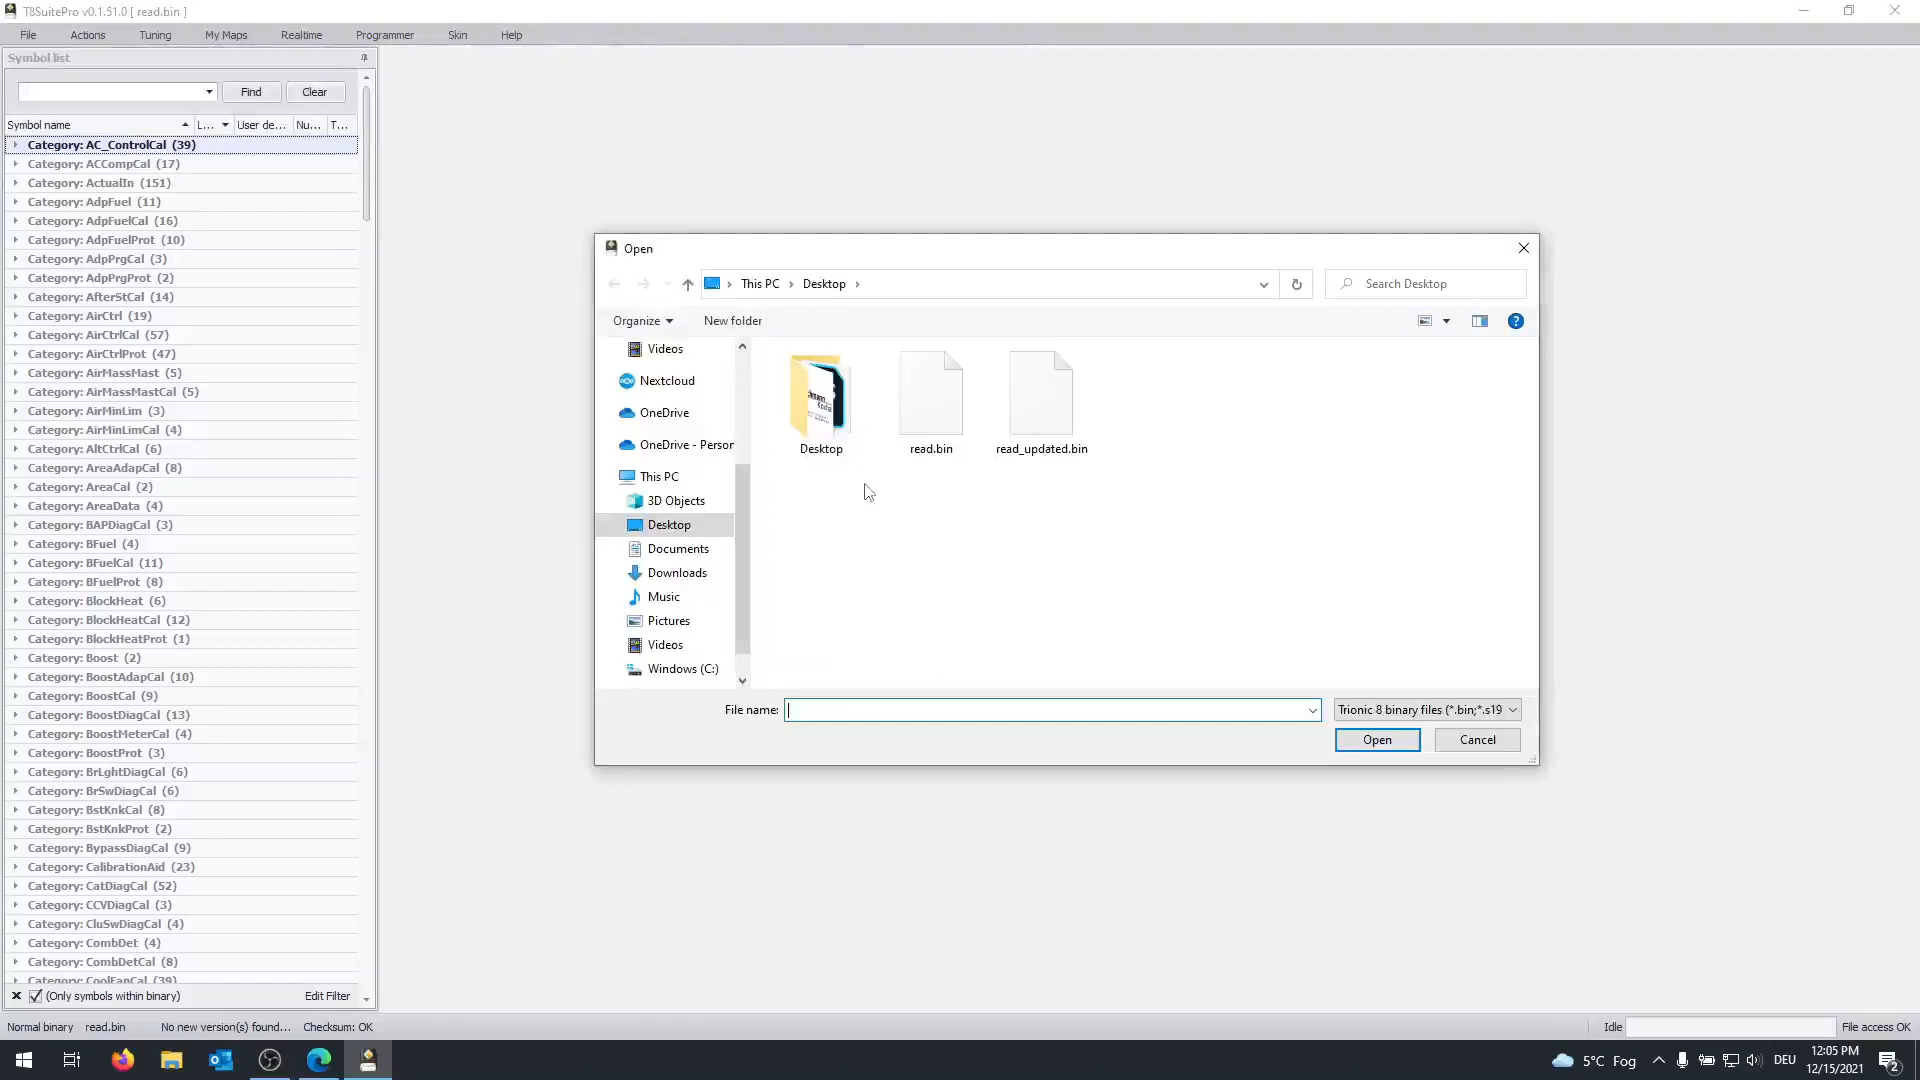 T8SuitePro v0.1.51.0 [ read.bin ]
File Actions Tuning My Maps Realtime Programmer Skin Help
Symbol list
Find Clear
Symbol name L... User de... Nu... T...
Category: AC_ControlCal (39)
Category: ACCompCal (17)
Category: ActualIn (151)
Category: AdpFuel (11)
Category: AdpFuelCal (16)
Category: AdpFuelProt (10)
Category: AdpPrgCal (3)
Category: AdpPrgProt (2)
Category: AfterStCal (14)
Category: AirCtrl (19)
Category: AirCtrlCal (57)
Category: AirCtrlProt (47)
Category: AirMassMast (5)
Category: AirMassMastCal (5)
Category: AirMinLim (3)
Category: AirMinLimCal (4)
Category: AltCtrlCal (6)
Category: AreaAdapCal (8)
Category: AreaCal (2)
Category: AreaData (4)
Category: BAPDiagCal (3)
Category: BFuel (4)
Category: BFuelCal (11)
Category: BFuelProt (8)
Category: BlockHeat (6)
Category: BlockHeatCal (12)
Category: BlockHeatProt (1)
Category: Boost (2)
Category: BoostAdapCal (10)
Category: BoostCal (9)
Category: BoostDiagCal (13)
Category: BoostMeterCal (4)
Category: BoostProt (3)
Category: BrLghtDiagCal (6)
Category: BrSwDiagCal (6)
Category: BstKnkCal (8)
Category: BstKnkProt (2)
Category: BypassDiagCal (9)
Category: CalibrationAid (23)
Category: CatDiagCal (52)
Category: CCVDiagCal (3)
Category: CluSwDiagCal (4)
Category: CombDet (4)
Category: CombDetCal (8)
Category: CoolFanCal (39)
(Only symbols within binary) Edit Filter
Open
This PC Desktop
Search Desktop
Organize New folder
Videos
Nextcloud
OneDrive
OneDrive - Person
This PC
3D Objects
Desktop
Documents
Downloads
Music
Pictures
Videos
Windows (C:)
Desktop read.bin read_updated.bin
File name: Trionic 8 binary files (*.bin;*.s19
Open Cancel
Normal binary read.bin No new version(s) found... Checksum: OK Idle File access OK
5°C Fog DEU 12:05 PM
12/15/2021
2